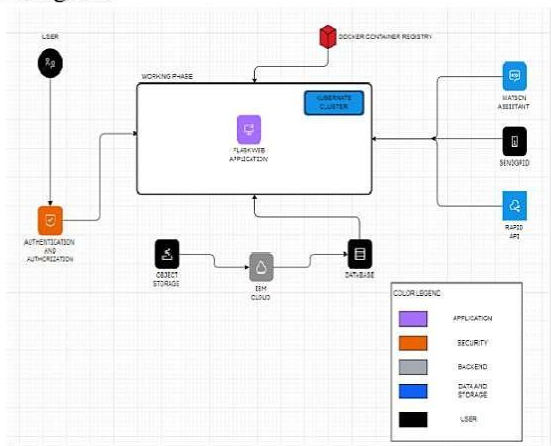 USER
DOCKER CONTAINER REGISTRY
WORKING PHASE
KUBERNATE
CLUSTER
FLASK WEB
APPLICATION
WATSON
ASSISTANT
SENDGRID
RAPID
API
AUTHENTICATION
AND
AUTHORIZATION
OBJECT
STORAGE
IBM
CLOUD
DATABASE
COLOR LEGEND
APPLICATION
SECURITY
BACKEND
DATA AND
STORAGE
USER